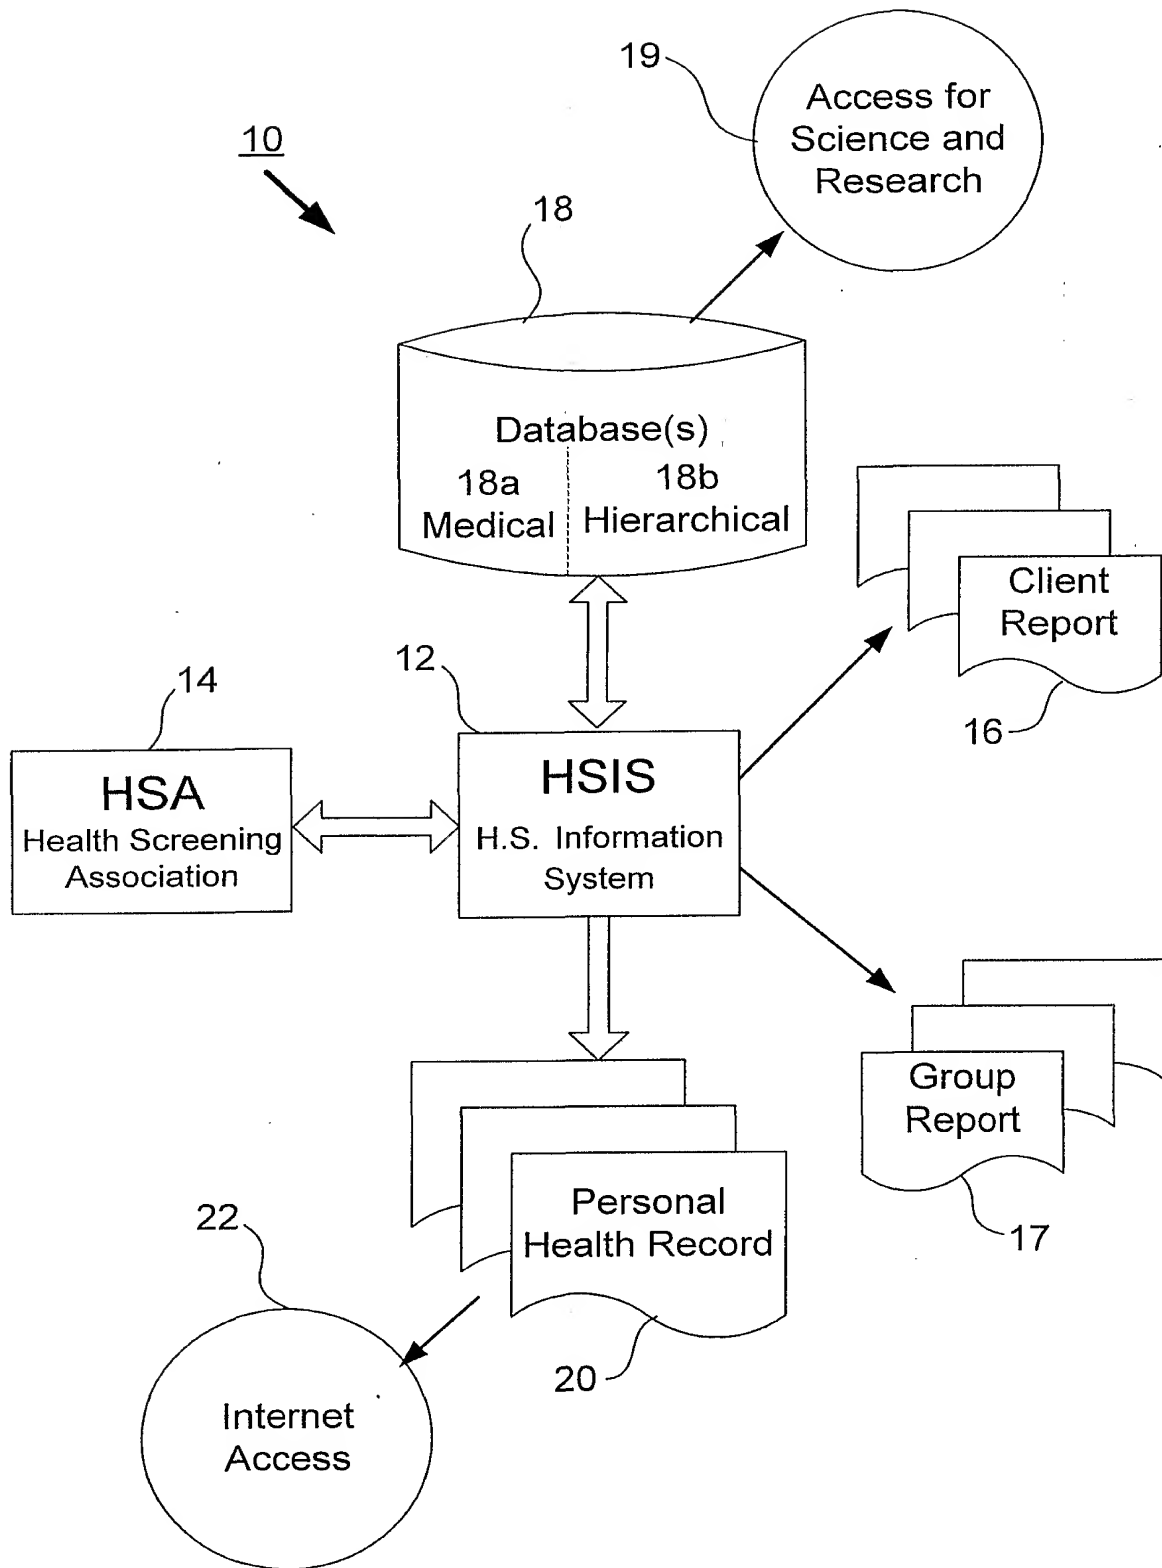 19
Access for
Science and
Research
10
18
Database(s)
18a
Medical
18b
Hierarchical
Client
Report
16
14
12
HSA
Health Screening
Association
HSIS
H.S. Information
System
Group
Report
17
Personal
Health Record
20
22
Internet
Access